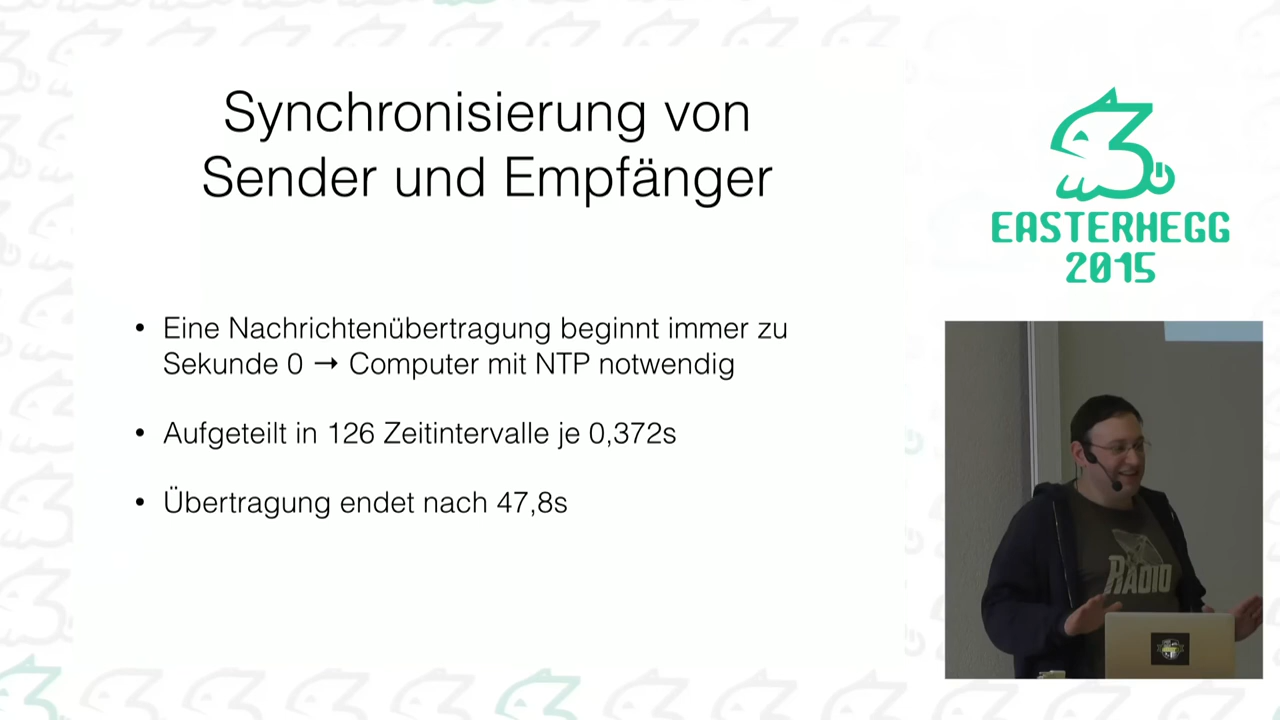 Synchronisierung von
Sender und Empfänger
• Eine Nachrichtenübertragung beginnt immer zu
Sekunde 0 → Computer mit NTP notwendig
• Aufgeteilt in 126 Zeitintervalle je 0,372s
• Übertragung endet nach 47,8s
EASTERHEGG
2015
RADIO